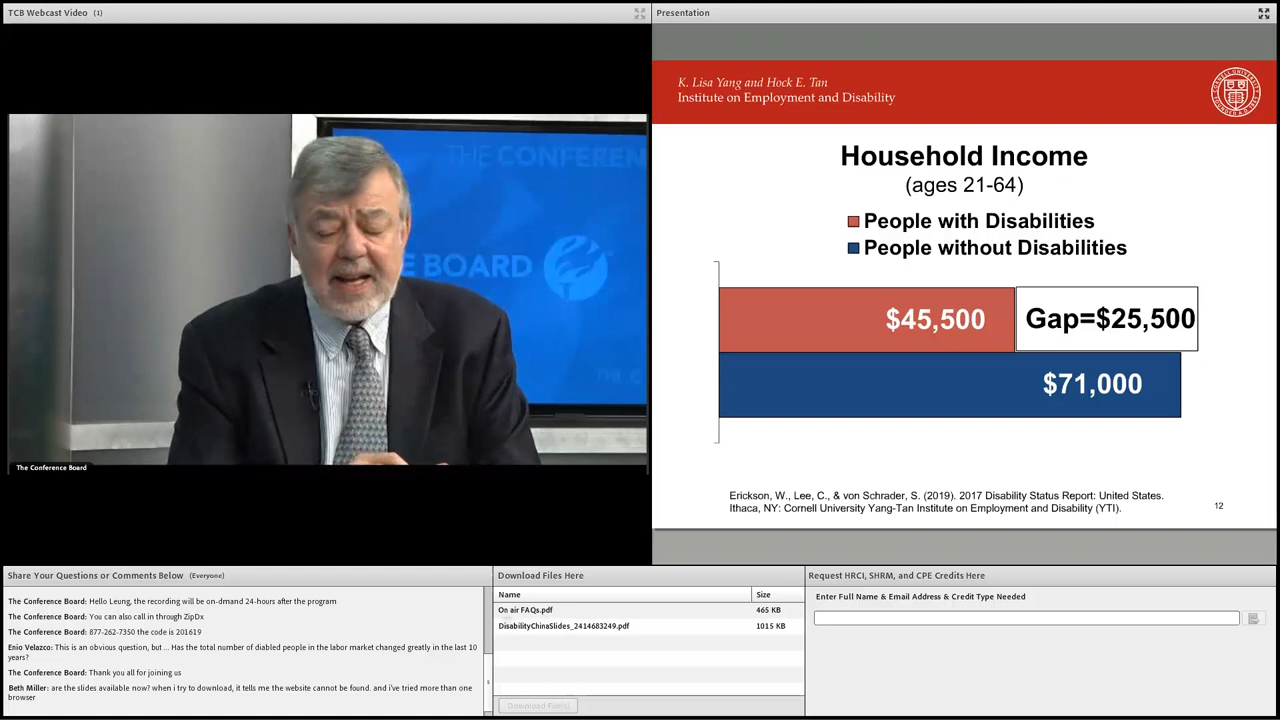 TCB Webcast Video (1)
THE CONFEREN
E BOARD
The Conference Board
Presentation
K. Lisa Yang and Hock E. Tan
Institute on Employment and Disability
Household Income
(ages 21-64)
People with Disabilities
People without Disabilities
$45,500
Gap=$25,500
$71,000
Erickson, W., Lee, C., & von Schrader, S. (2019). 2017 Disability Status Report: United States.
Ithaca, NY: Cornell University Yang-Tan Institute on Employment and Disability (YTI).
12
Share Your Questions or Comments Below (Everyone)
The Conference Board: Hello Leung, the recording will be on-dmand 24-hours after the program
The Conference Board: You can also call in through ZipDx
The Conference Board: 877-262-7350 the code is 201619
Enio Velazco: This is an obvious question, but ... Has the total number of diabled people in the labor market changed greatly in the last 10
years?
The Conference Board: Thank you all for joining us
Beth Miller: are the slides available now? when i try to download, it tells me the website cannot be found. and i've tried more than one
browser
Download Files Here
Name Size
On air FAQs.pdf 465 KB
DisabilityChinaSlides_2414683249.pdf 1015 KB
Download File(s)
Request HRCI, SHRM, and CPE Credits Here
Enter Full Name & Email Address & Credit Type Needed